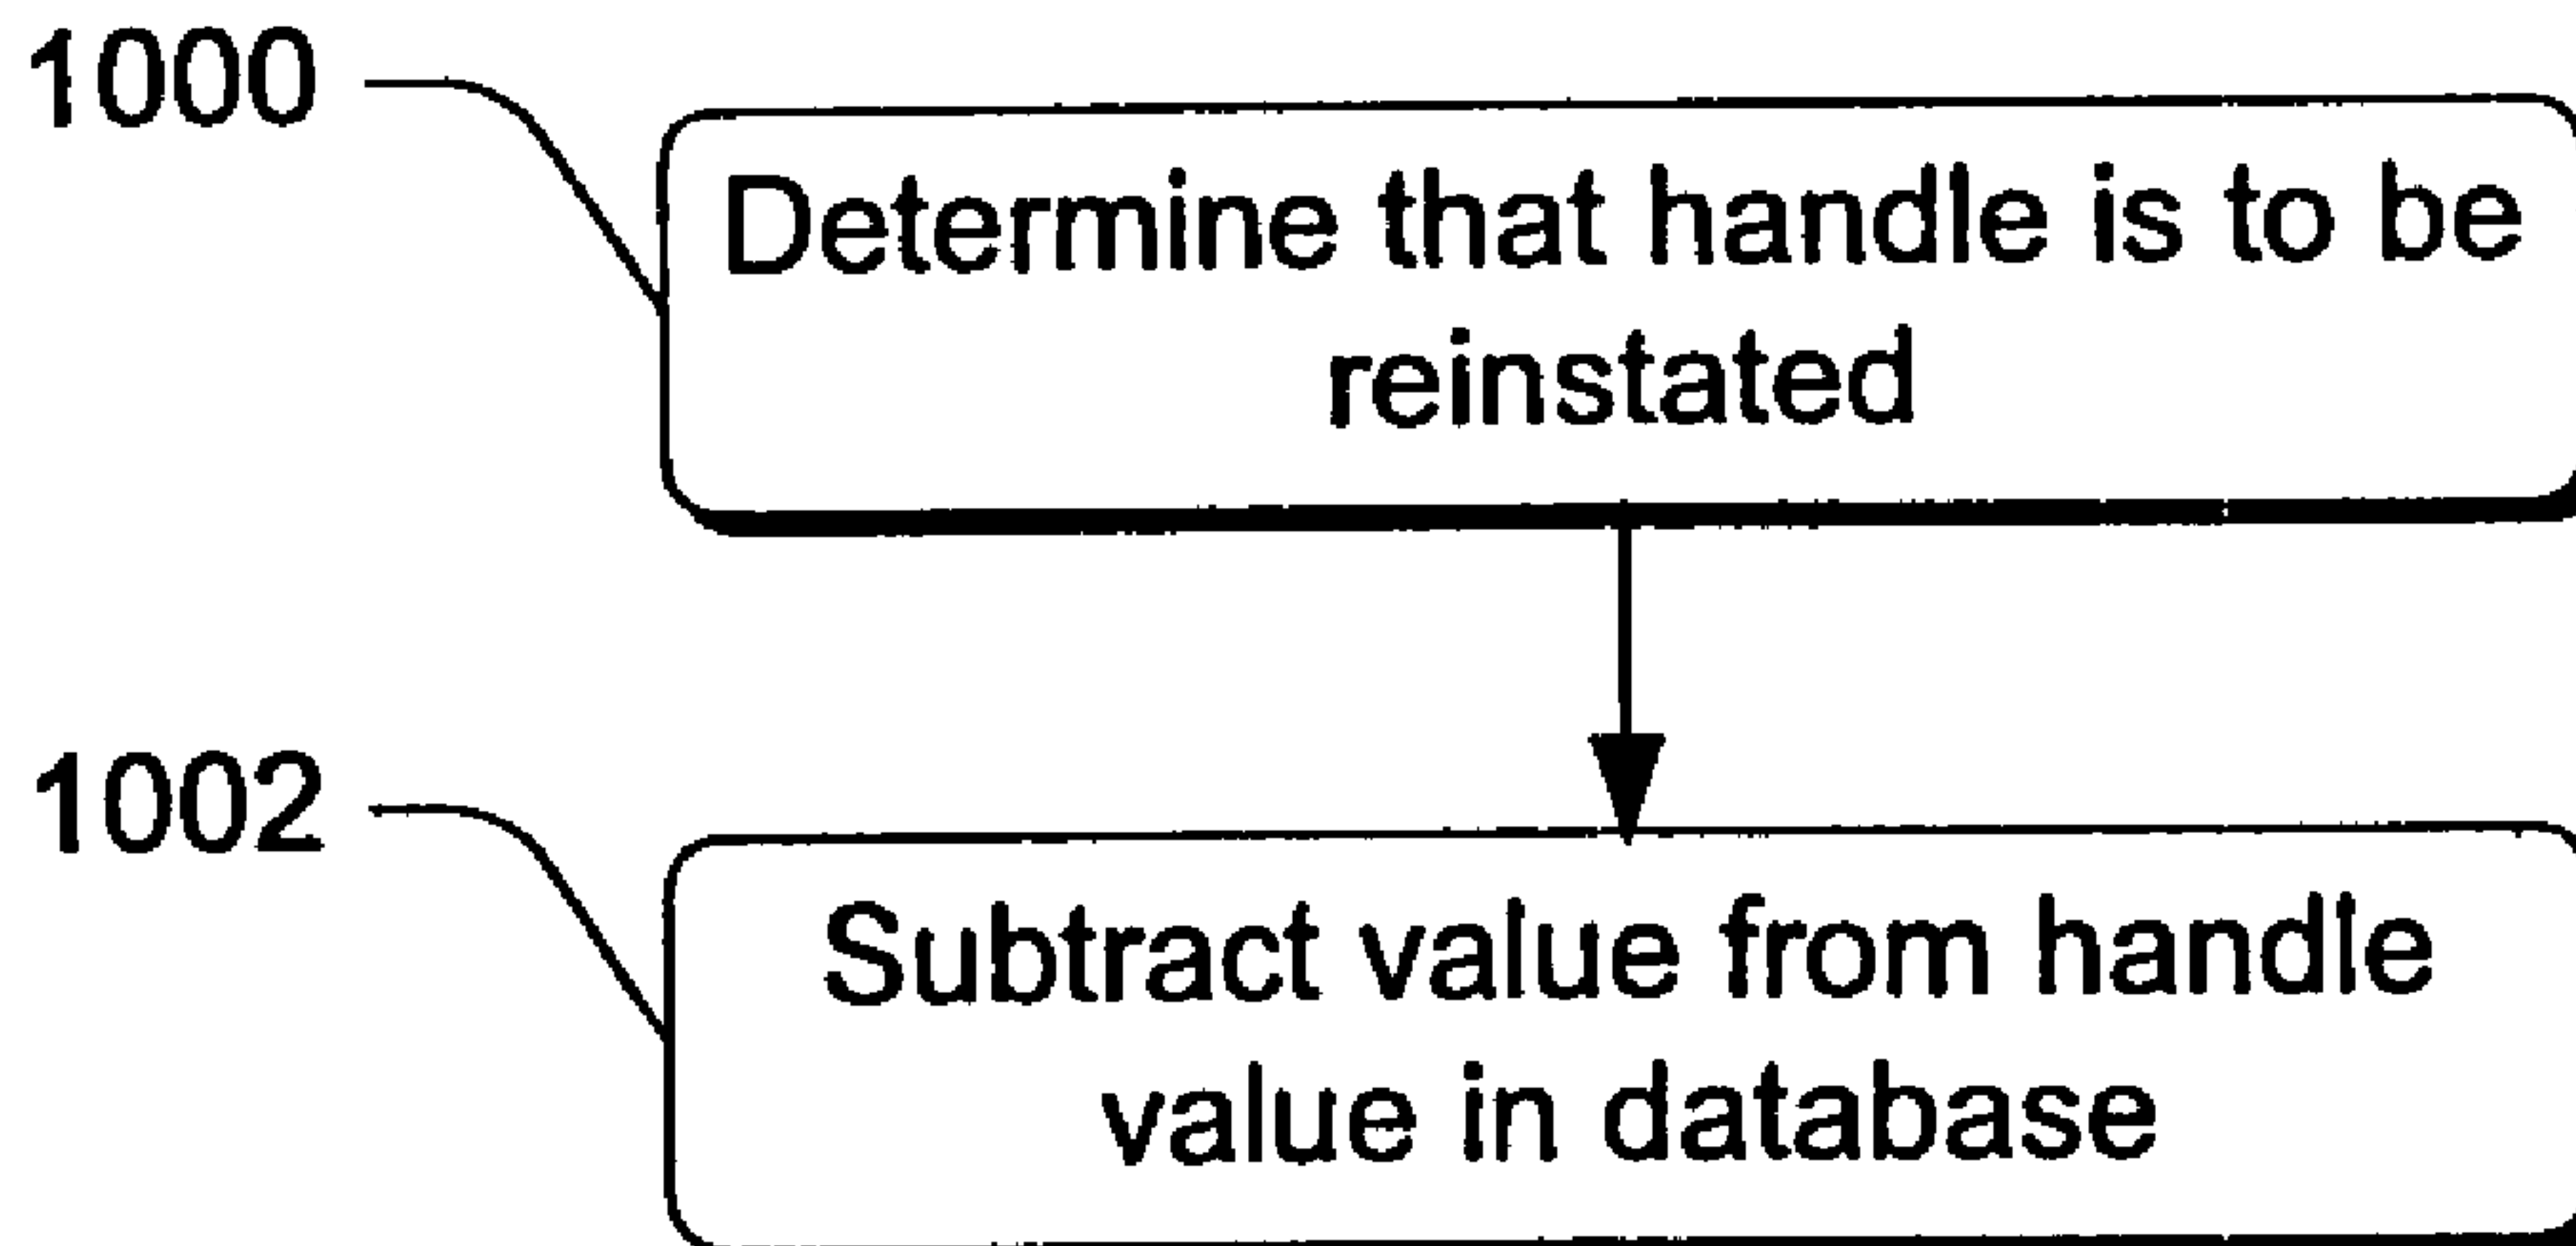 1000
Determine that handle is to be
reinstated
1002
Subtract value from handle
value in database